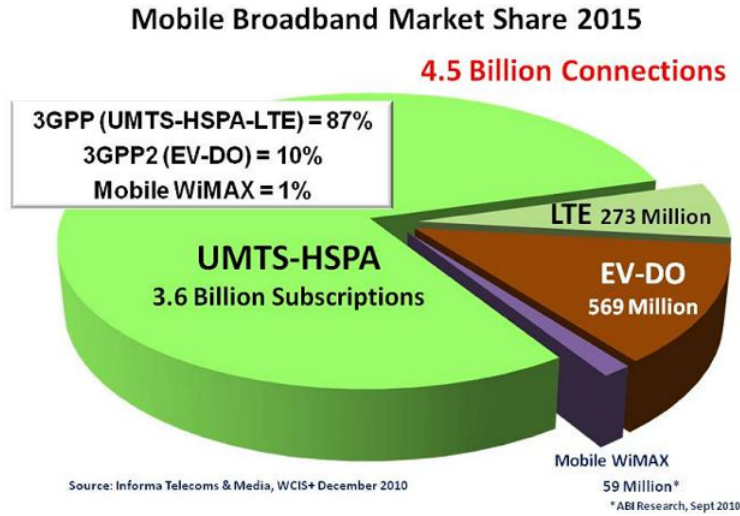 Mobile Broadband Market Share 2015
4.5 Billion Connections
3GPP (UMTS-HSPA-LTE) = 87%
3GPP2 (EV-DO) = 10%
Mobile WiMAX = 1%
LTE 273 Million
UMTS-HSPA
3.6 Billion Subscriptions
EV-DO
569 Million
Mobile WiMAX
59 Million*
Source: Informa Telecoms & Media, WCIS+ December 2010
*ABI Research, Sept 2010